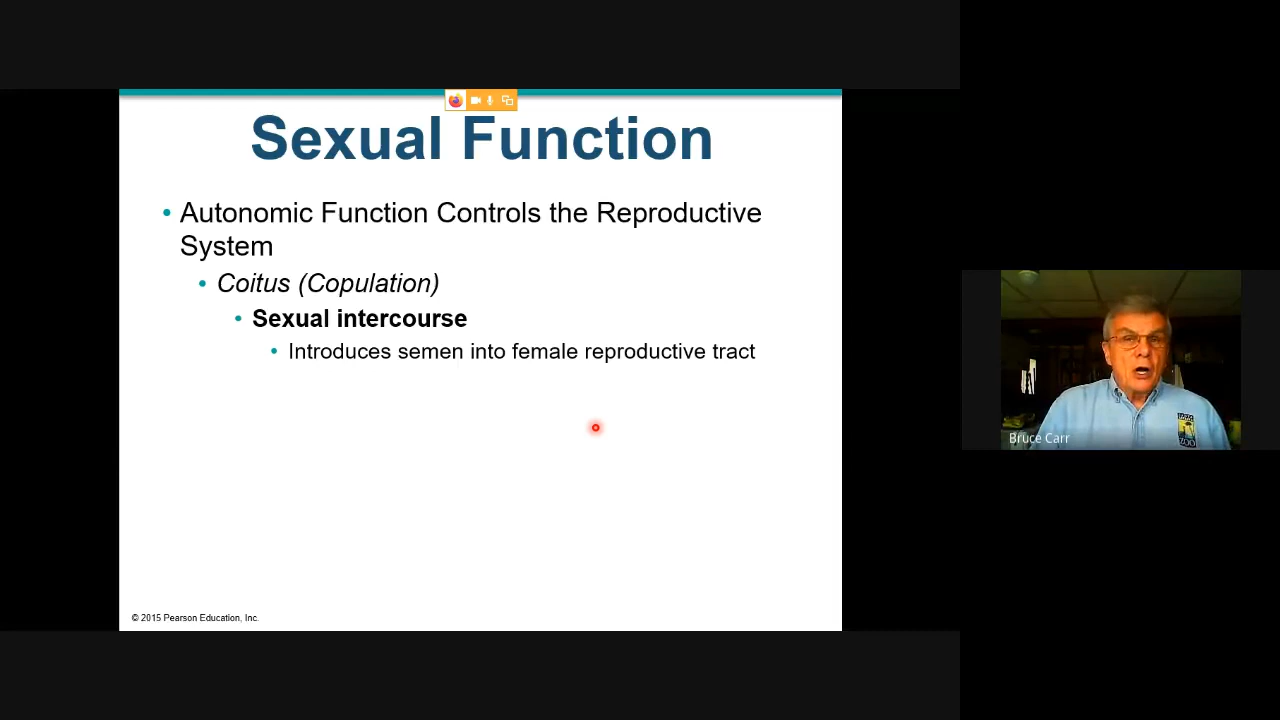 Sexual Function
• Autonomic Function Controls the Reproductive
System
• Coitus (Copulation)
• Sexual intercourse
• Introduces semen into female reproductive tract
© 2015 Pearson Education, Inc.
Bruce Carr
ZOO